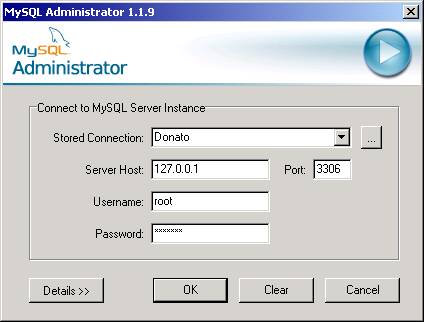 MySQL Administrator 1.1.9
MySQL
Administrator
Connect to MySQL Server Instance
Stored Connection: Donato ...
Server Host: 127.0.0.1 Port: 3306
Username: root
Password: *******
Details >> OK Clear Cancel